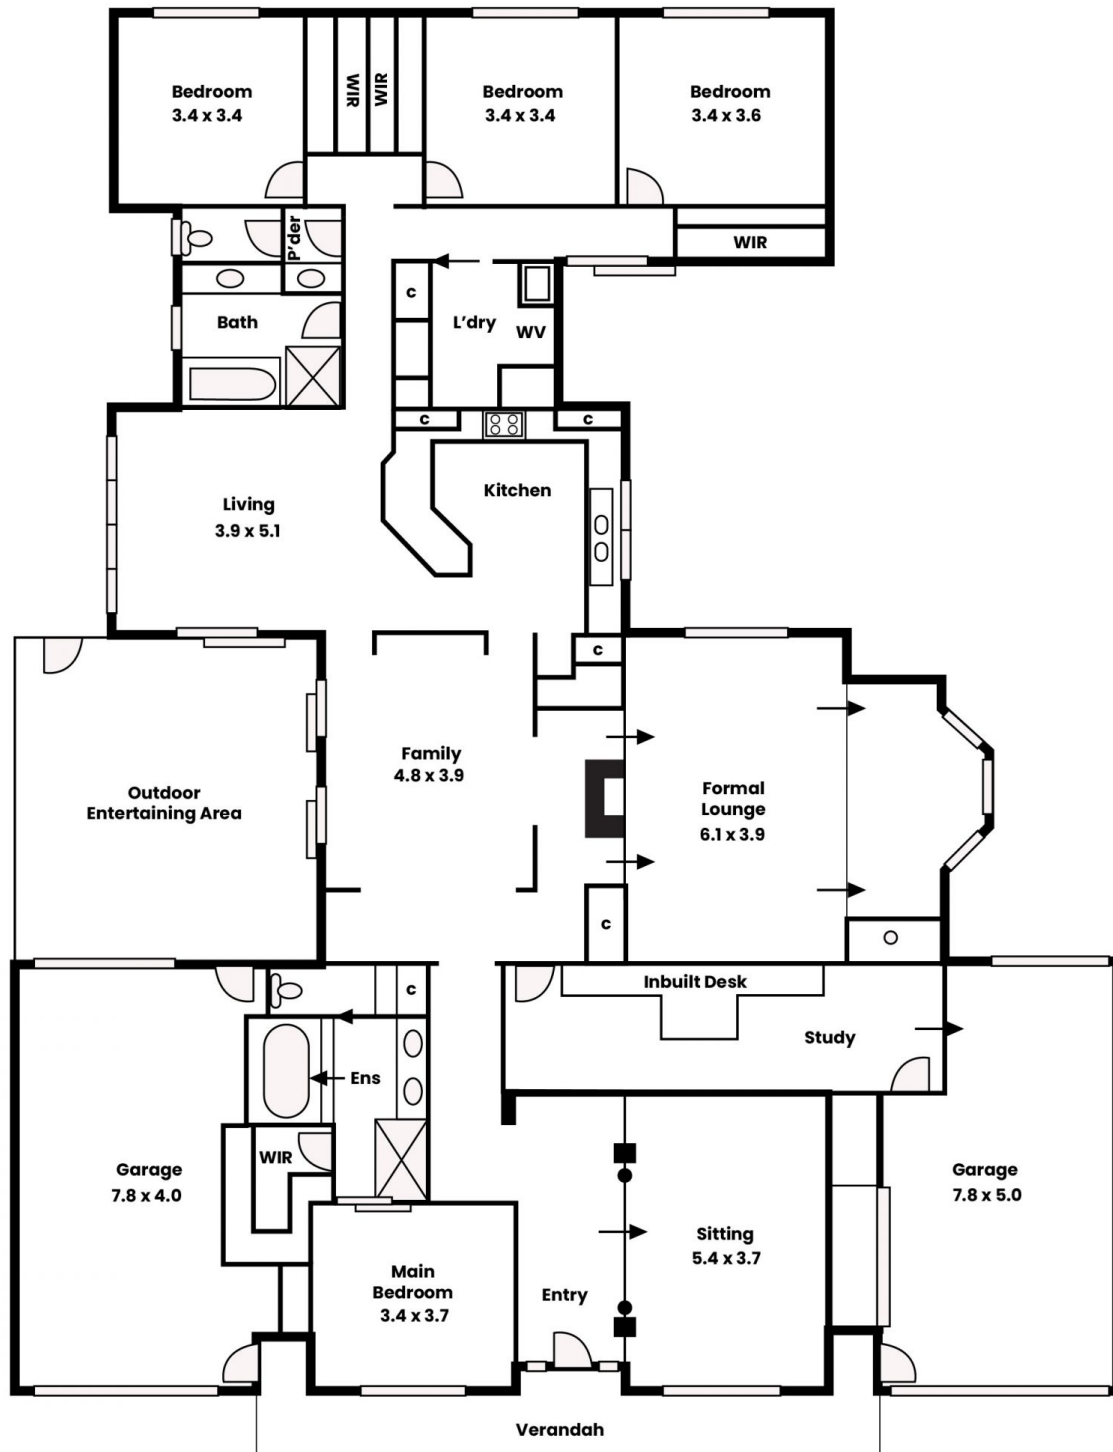 Bedroom
3.4 x 3.4
WIR
WIR
Bedroom
3.4 x 3.4
Bedroom
3.4 x 3.6
P'der
WIR
c
L'dry
WV
Bath
c
c
Living
3.9 x 5.1
Kitchen
c
Family
4.8 x 3.9
Outdoor
Entertaining Area
Formal
Lounge
6.1 x 3.9
c
c
Inbuilt Desk
Study
Ens
WIR
Garage
7.8 x 4.0
Garage
7.8 x 5.0
Sitting
5.4 x 3.7
Main
Bedroom
3.4 x 3.7
Entry
Verandah